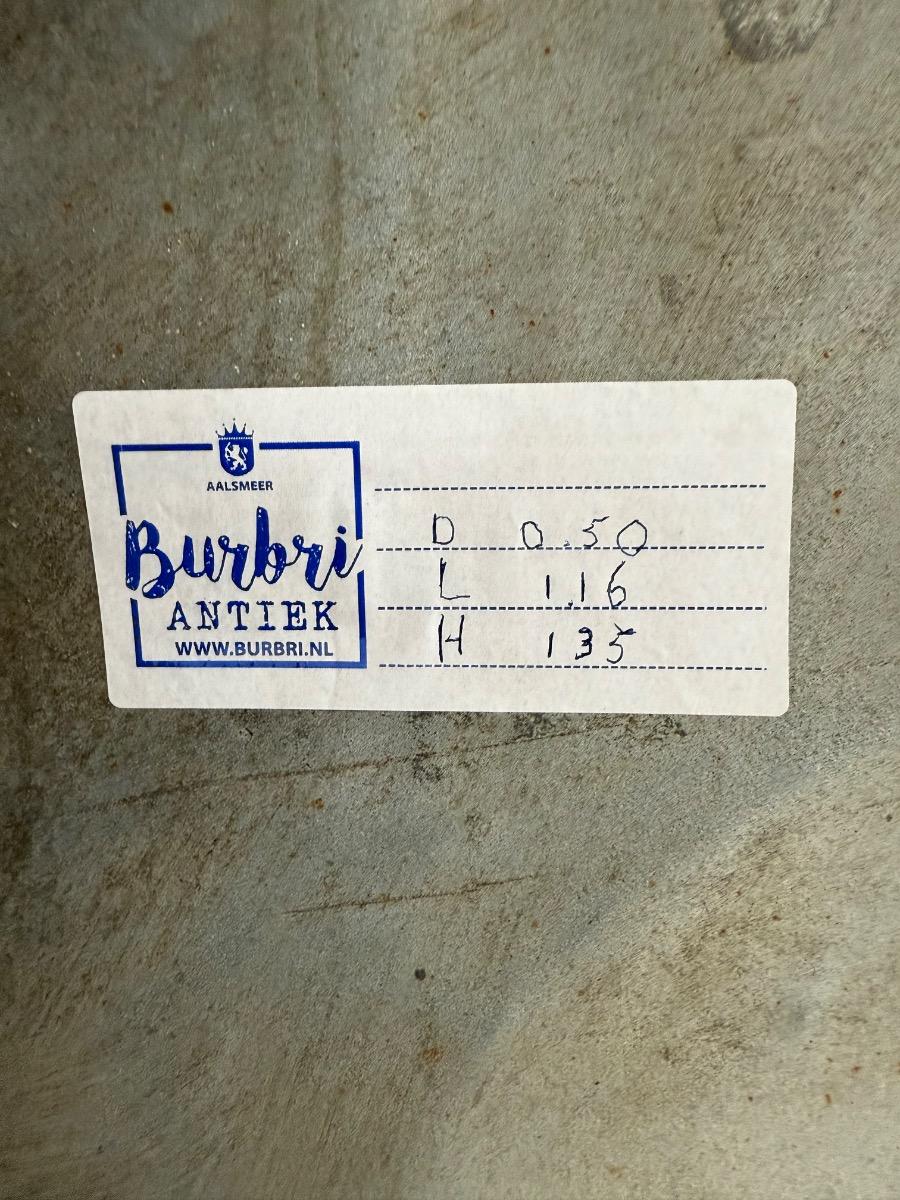 AALSMEER
Burbri
ANTIEK
WWW.BURBRI.NL
D 0.50
L 1.16
H 135